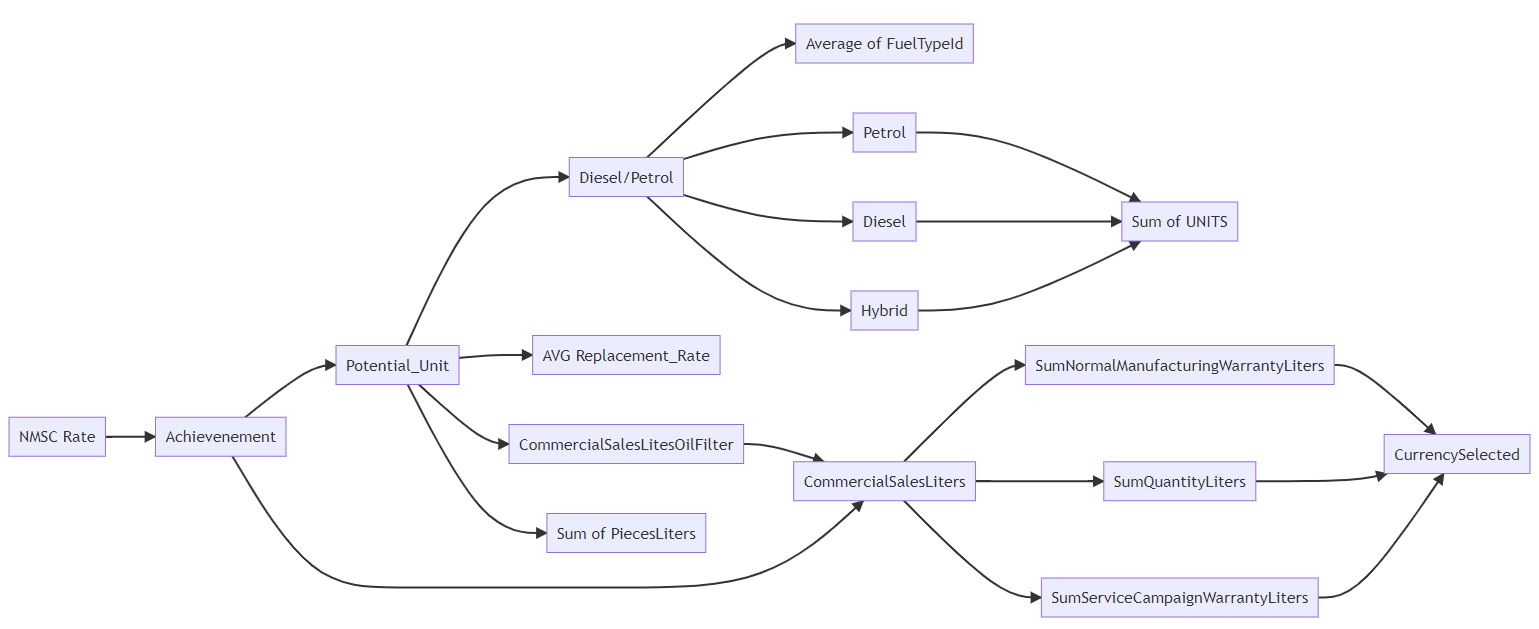 Average of FuelTypeId
Petrol
Diesel/Petrol
Diesel
Sum of UNITS
Hybrid
AVG Replacement_Rate
Potential_Unit
SumNormalManufacturingWarrantyLiters
NMSC Rate
Achievenement
CommercialSalesLitesOilFilter
CurrencySelected
CommercialSalesLiters
SumQuantityLiters
Sum of PiecesLiters
SumServiceCampaignWarrantyLiters